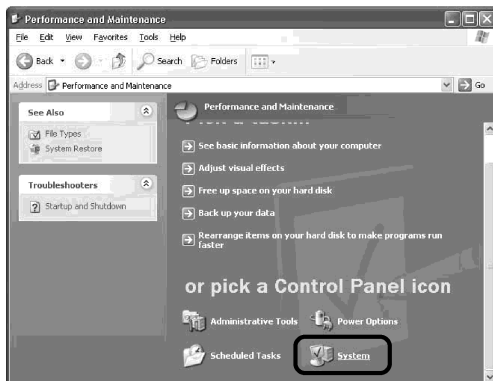 Performance and Maintenance
File Edit View Favorites Tools Help
Back Search Folders
Address Performance and Maintenance Go
See Also
File Types
System Restore
Troubleshooters
Startup and Shutdown
Performance and Maintenance
See basic information about your computer
Adjust visual effects
Free up space on your hard disk
Back up your data
Rearrange items on your hard disk to make programs run
faster
or pick a Control Panel icon
Administrative Tools Power Options
Scheduled Tasks System